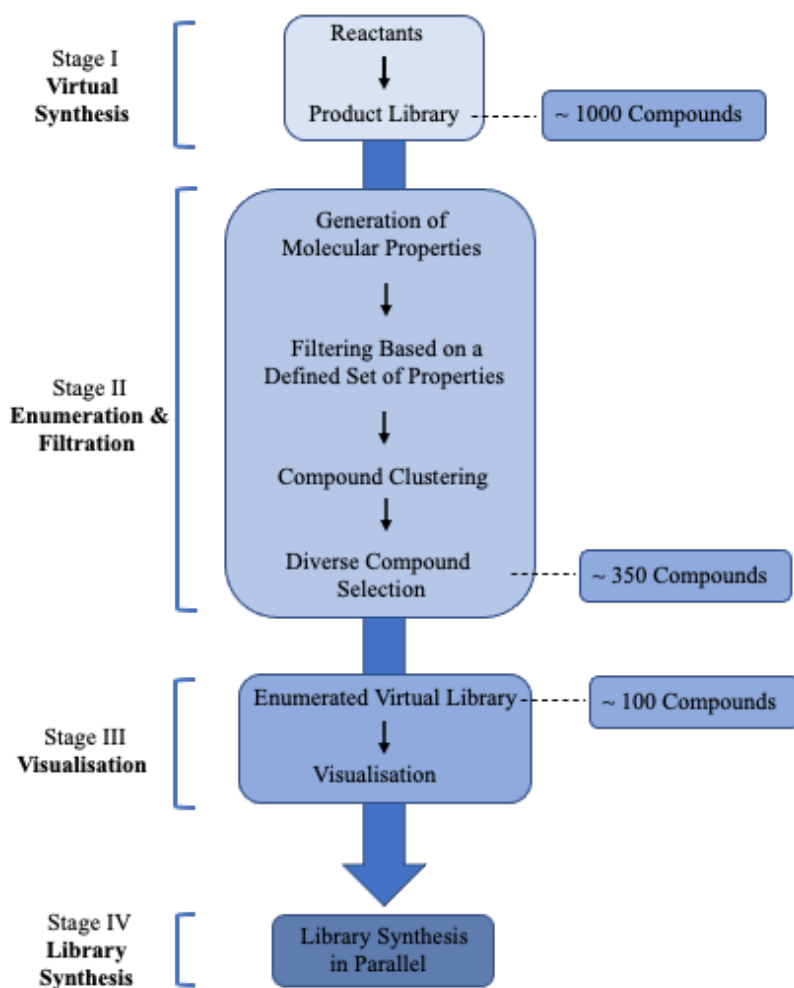 Stage I
Virtual
Synthesis
Reactants
Product Library
~ 1000 Compounds
Stage II
Enumeration &
Filtration
Generation of
Molecular Properties
Filtering Based on a
Defined Set of Properties
Compound Clustering
Diverse Compound
Selection
~ 350 Compounds
Stage III
Visualisation
Enumerated Virtual Library
~ 100 Compounds
Visualisation
Stage IV
Library
Synthesis
Library Synthesis
in Parallel